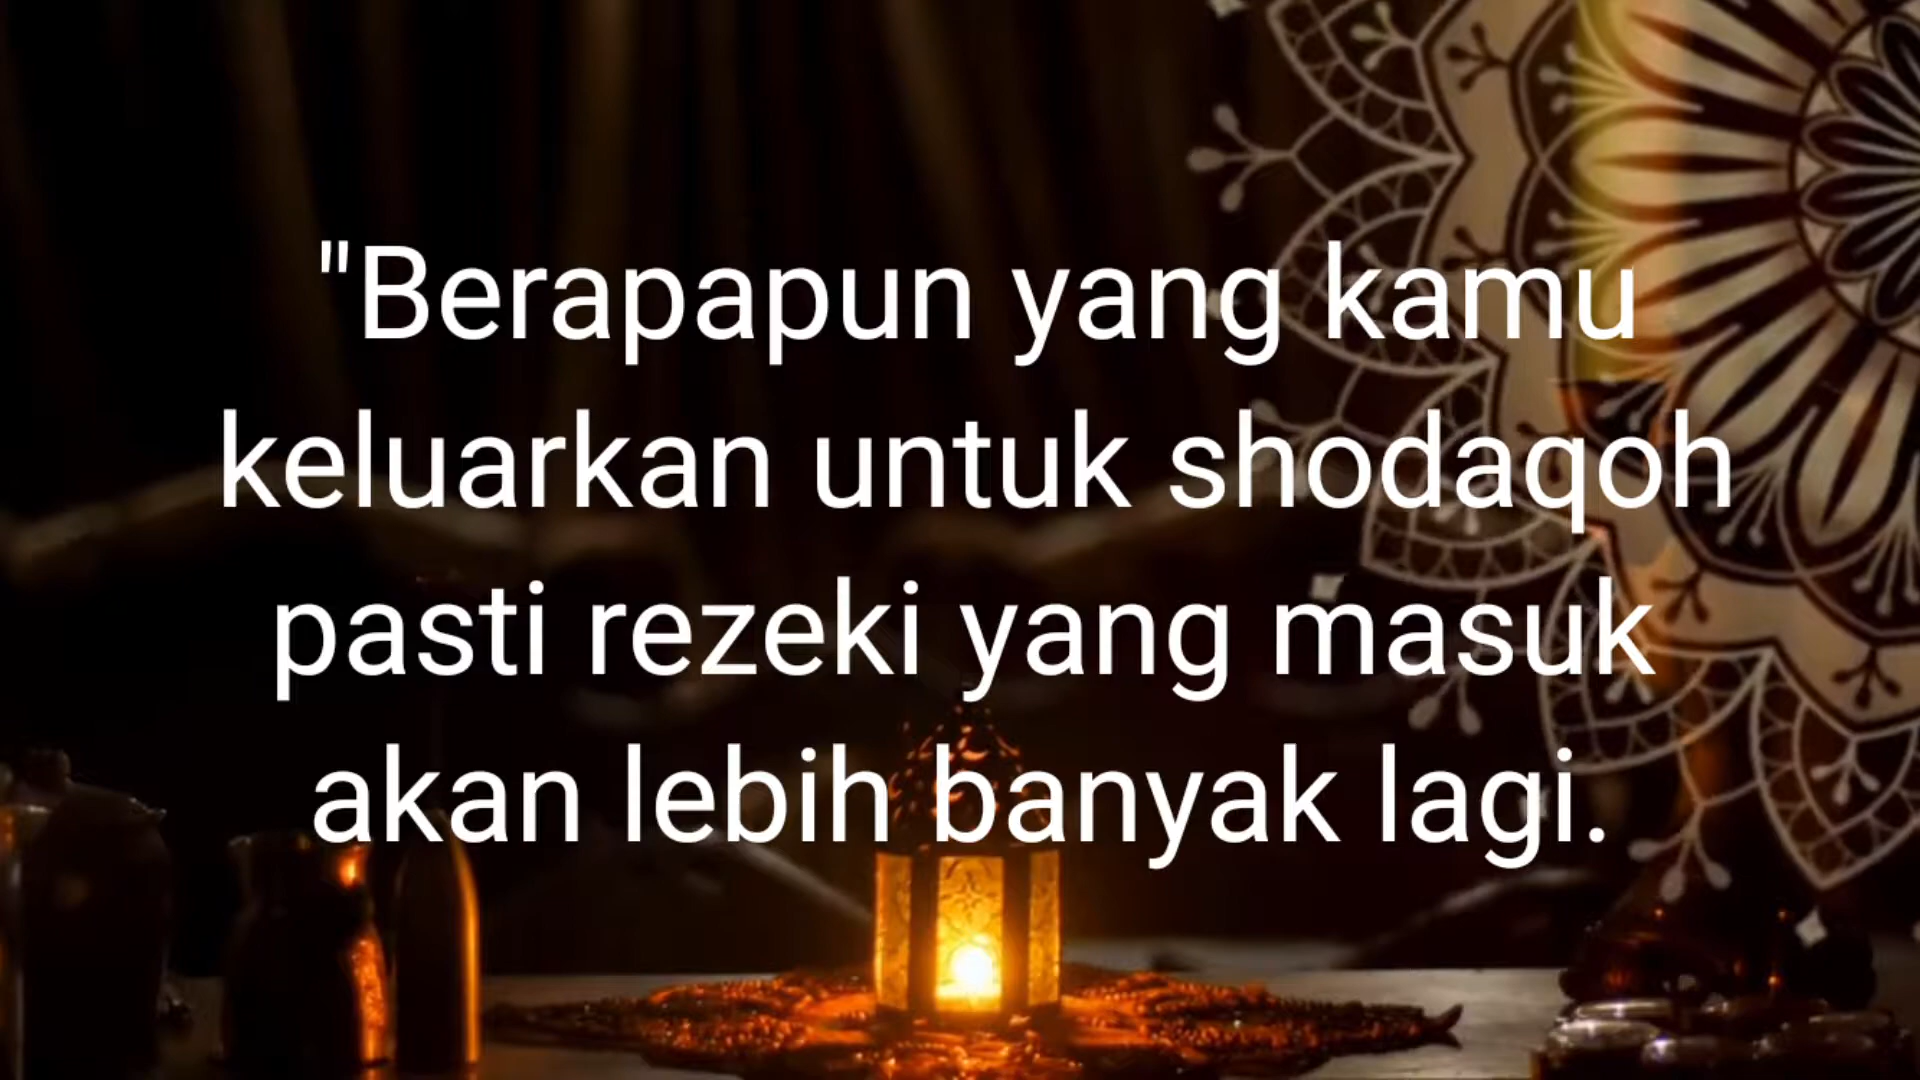 "Berapapun yang kamu
keluarkan untuk shodaqoh
pasti rezeki yang masuk
akan lebih banyak lagi.